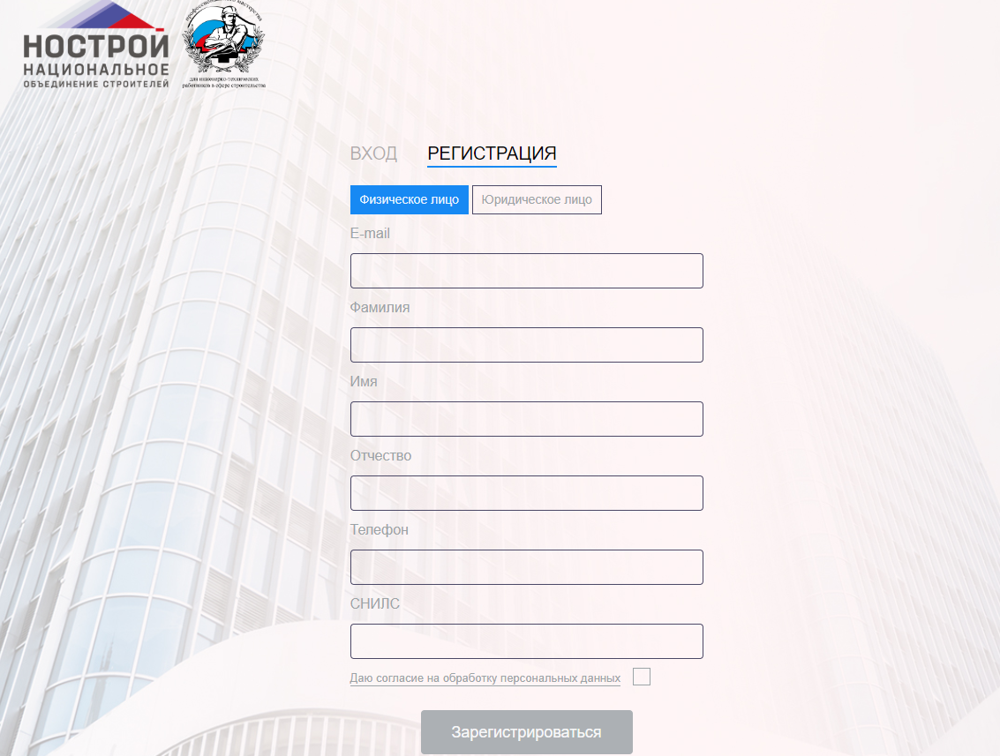 профессионального мастерства
НОСТРОЙ
НАЦИОНАЛЬНОЕ
ОБЪЕДИНЕНИЕ СТРОИТЕЛЕЙ
для инженерно-технических
работников в сфере строительства
ВХОД РЕГИСТРАЦИЯ
Физическое лицо Юридическое лицо
E-mail
Фамилия
Имя
Отчество
Телефон
СНИЛС
Даю согласие на обработку персональных данных
Зарегистрироваться